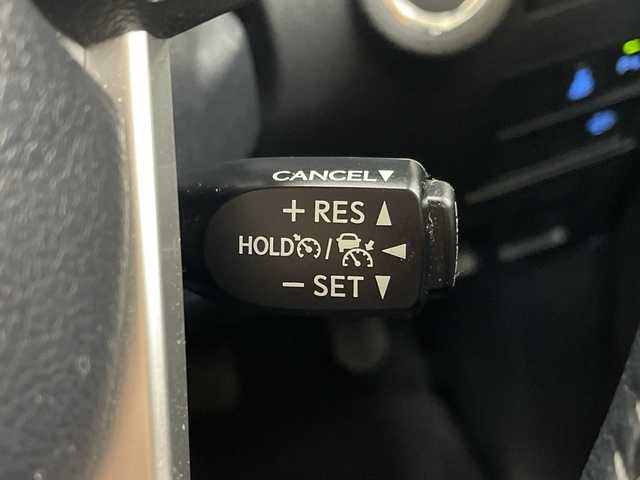 CANCEL▼
+ RES ▲
HOLD / ◀
− SET ▼